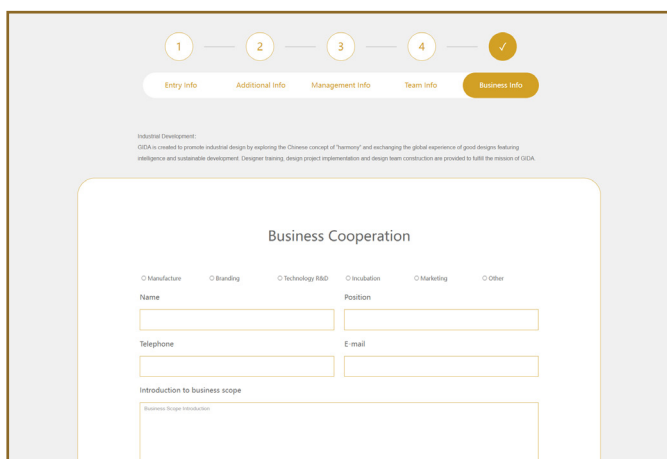 1 2 3 4 ✓
Entry Info Additional Info Management Info Team Info Business Info
Industrial Development:
GIDA is created to promote industrial design by exploring the Chinese concept of "harmony" and exchanging the global experience of good designs featuring
intelligence and sustainable development. Designer training, design project implementation and design team construction are provided to fulfill the mission of GIDA.
Business Cooperation
Manufacture Branding Technology R&D Incubation Marketing Other
Name Position
Telephone E-mail
Introduction to business scope
Business Scope Introduction